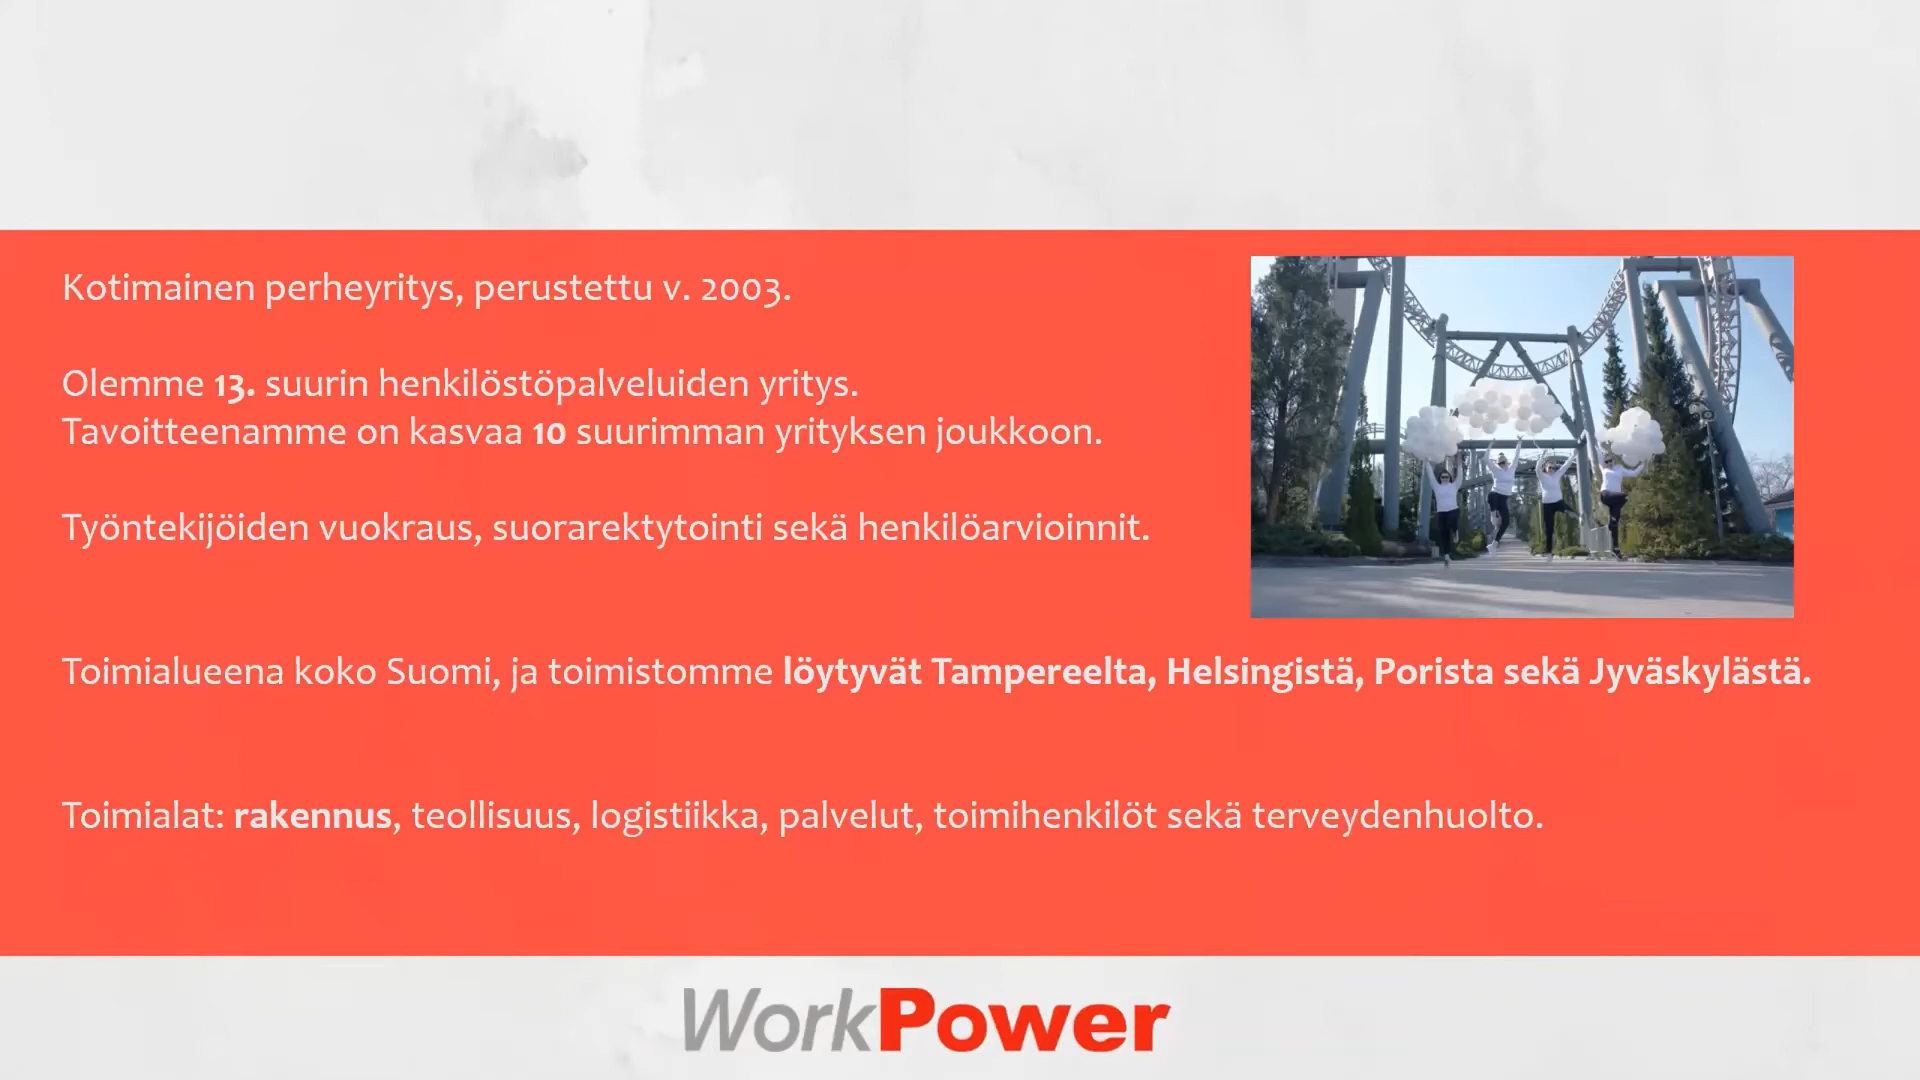 Kotimainen perheyritys, perustettu v. 2003.
Olemme 13. suurin henkilöstöpalveluiden yritys.
Tavoitteenamme on kasvaa 10 suurimman yrityksen joukkoon.
Työntekijöiden vuokraus, suorarektytointi sekä henkilöarvioinnit.
Toimialueena koko Suomi, ja toimistomme löytyvät Tampereelta, Helsingistä, Porista sekä Jyväskylästä.
Toimialat: rakennus, teollisuus, logistiikka, palvelut, toimihenkilöt sekä terveydenhuolto.
WorkPower